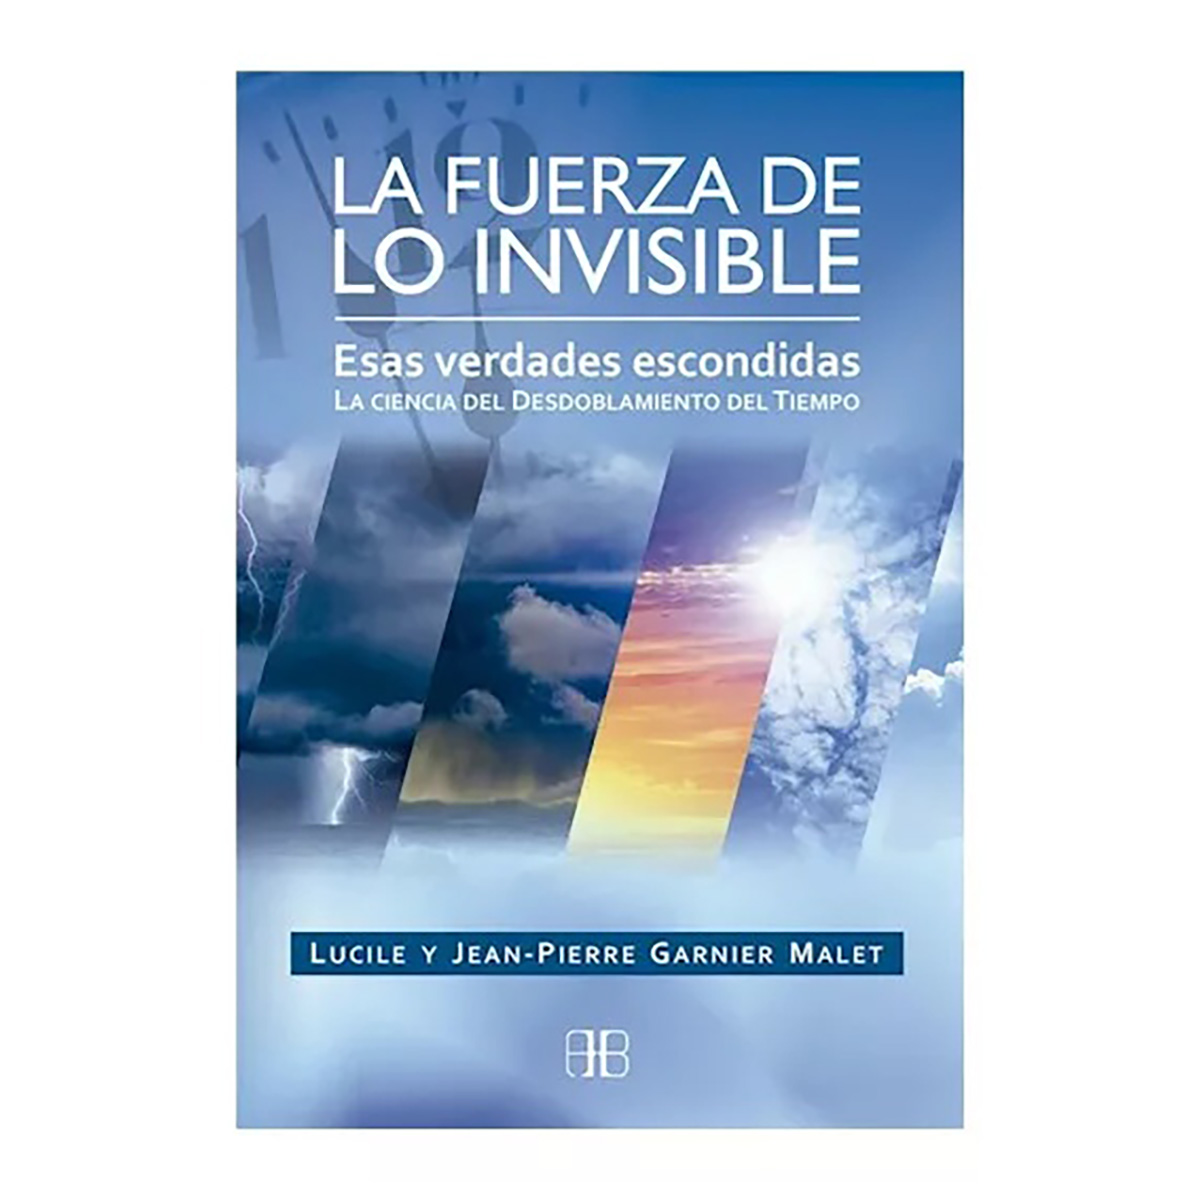 LA FUERZA DE
LO INVISIBLE
Esas verdades escondidas
LA CIENCIA DEL DESDOBLAMIENTO DEL TIEMPO
LUCILE Y JEAN-PIERRE GARNIER MALET
AB